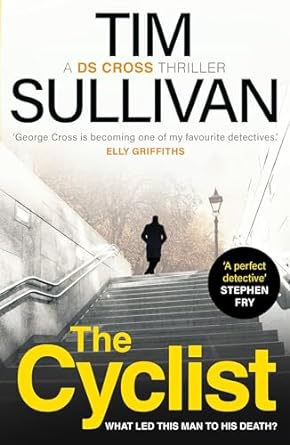 TIM
A DS CROSS THRILLER
SULLIVAN
'George Cross is becoming one of my favourite detectives.'
ELLY GRIFFITHS
'A perfect
detective'
STEPHEN
FRY
The
Cyclist
WHAT LED THIS MAN TO HIS DEATH?